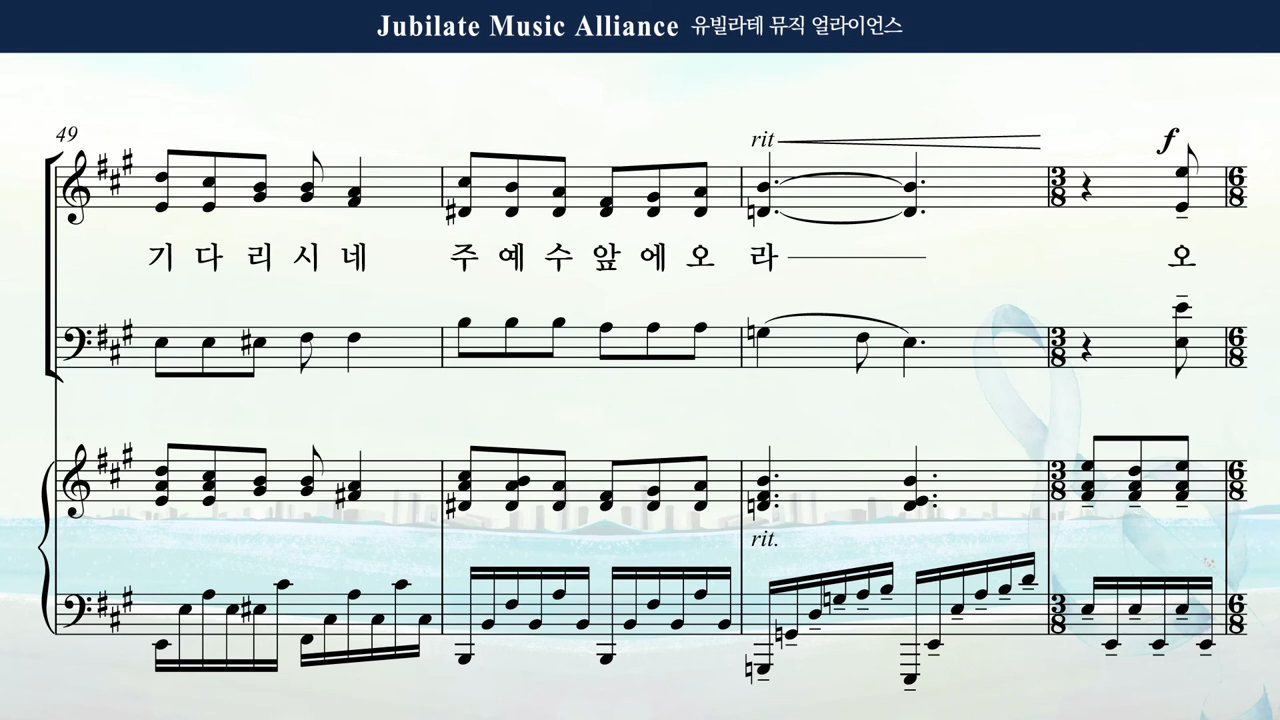 Jubilate Music Alliance 유빌라테 뮤직 얼라이언스
49
rit
f
기 다 리 시 네 주 예 수 앞 에 오 라 오
rit.